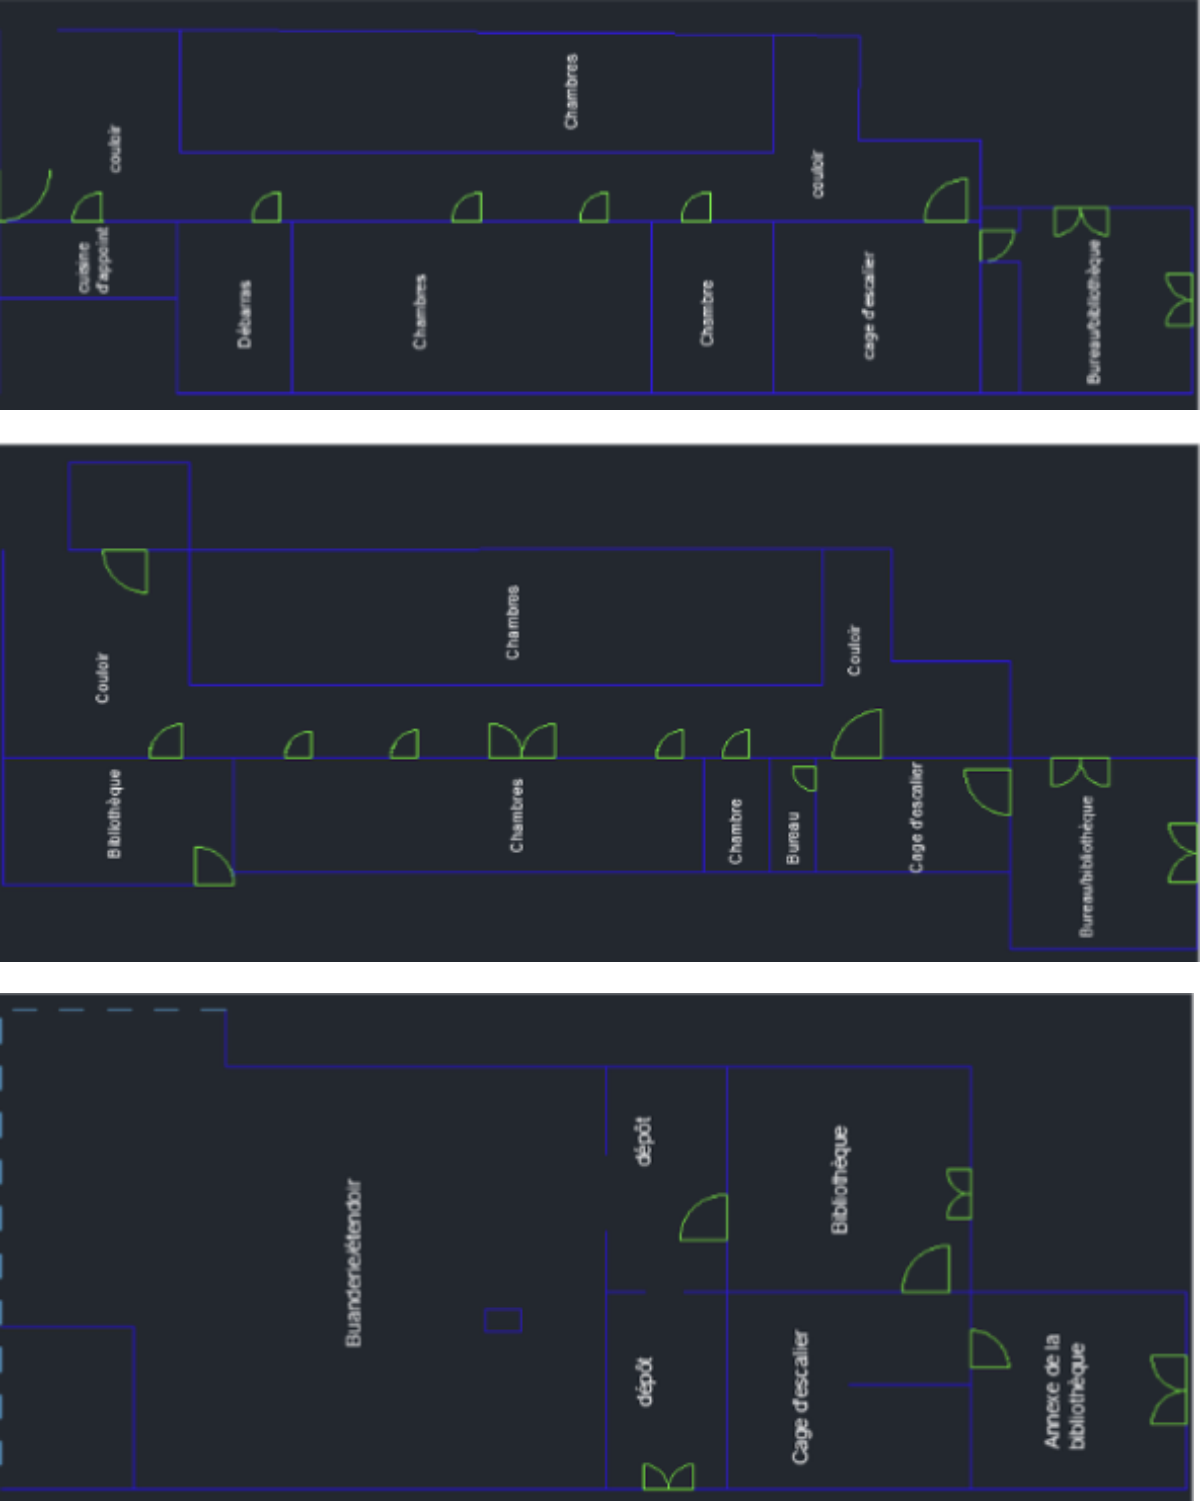 Chambres
couloir
couloir
cuisine
d'appoint
Débarras
Chambres
Chambre
cage d'escalier
Bureau/bibliothèque
Chambres
Couloir
Couloir
Bibliothèque
Chambres
Chambre
Bureau
Cage d'escalier
Bureau/bibliothèque
dépôt
Bibliothèque
Buanderie/étendoir
dépôt
Cage d'escalier
Annexe de la
bibliothèque